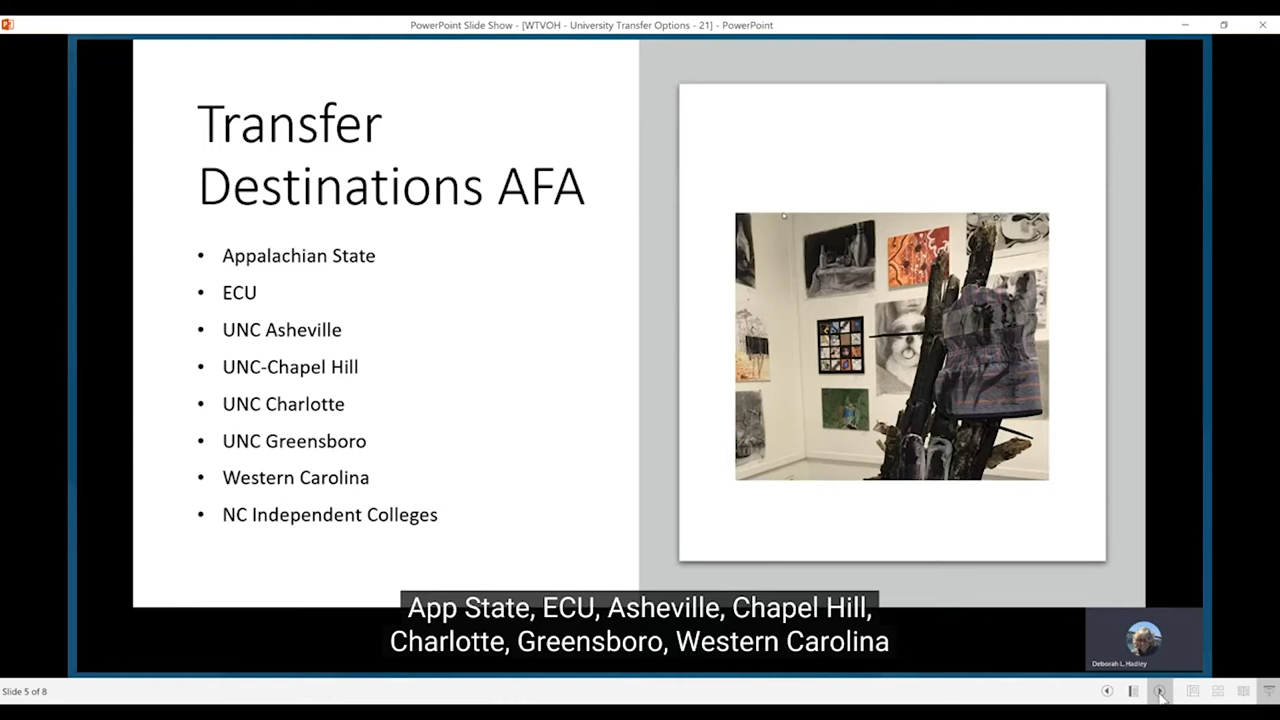 PowerPoint Slide Show - [WTVOH - University Transfer Options - 21] - PowerPoint
Transfer
Destinations AFA
• Appalachian State
• ECU
• UNC Asheville
• UNC-Chapel Hill
• UNC Charlotte
• UNC Greensboro
• Western Carolina
• NC Independent Colleges
App State, ECU, Asheville, Chapel Hill,
Charlotte, Greensboro, Western Carolina
Deborah L. Hadley
Slide 5 of 8